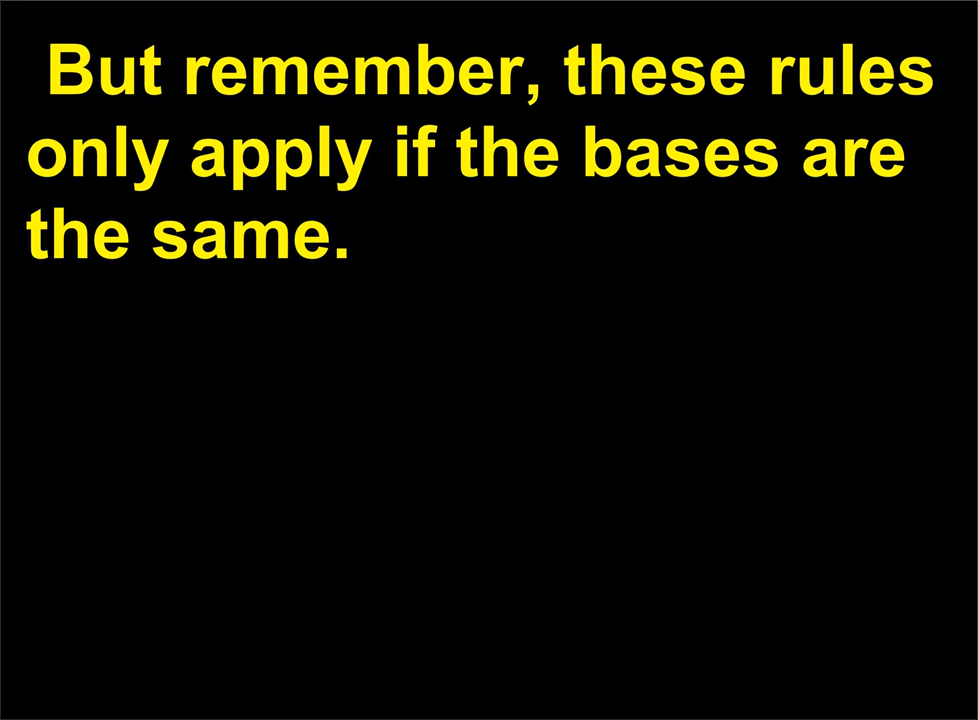 But remember, these rules
only apply if the bases are
the same.